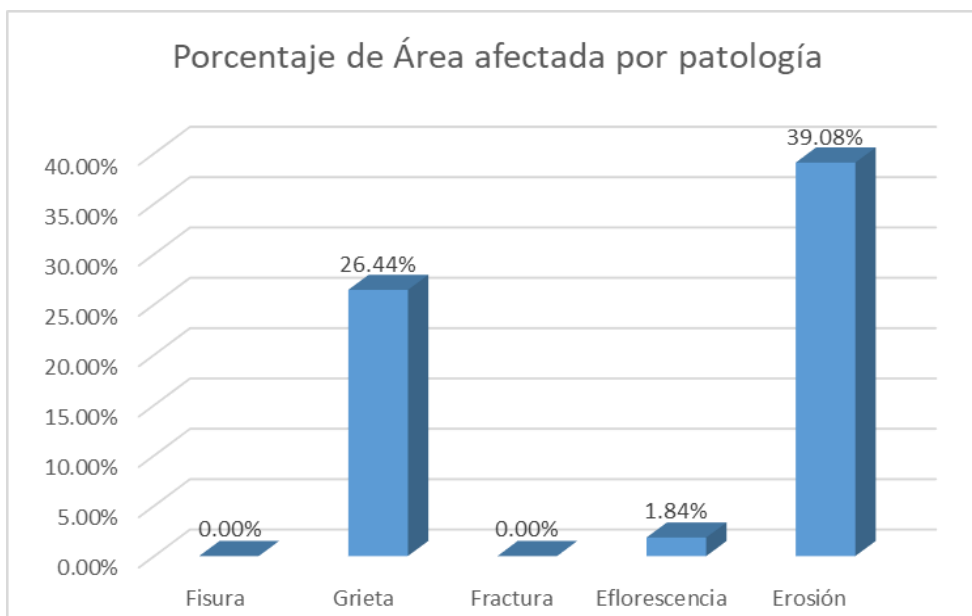 Porcentaje de Área afectada por patología
40.00%
35.00%
30.00%
25.00%
20.00%
15.00%
10.00%
5.00%
0.00%
0.00%
26.44%
0.00%
1.84%
39.08%
Fisura
Grieta
Fractura
Eflorescencia
Erosión